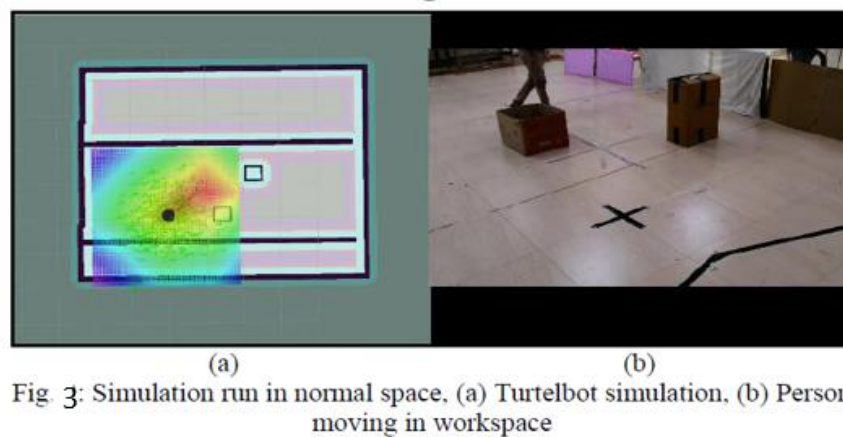 (a) (b)
Fig. 3: Simulation run in normal space, (a) Turtelbot simulation, (b) Person
moving in workspace